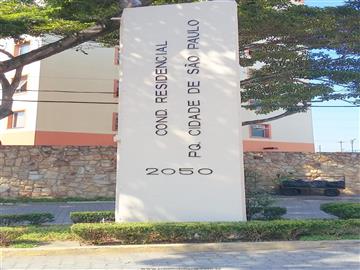 COND. RESIDENCIAL
PQ. CIDADE DE SÃO PAULO
2050